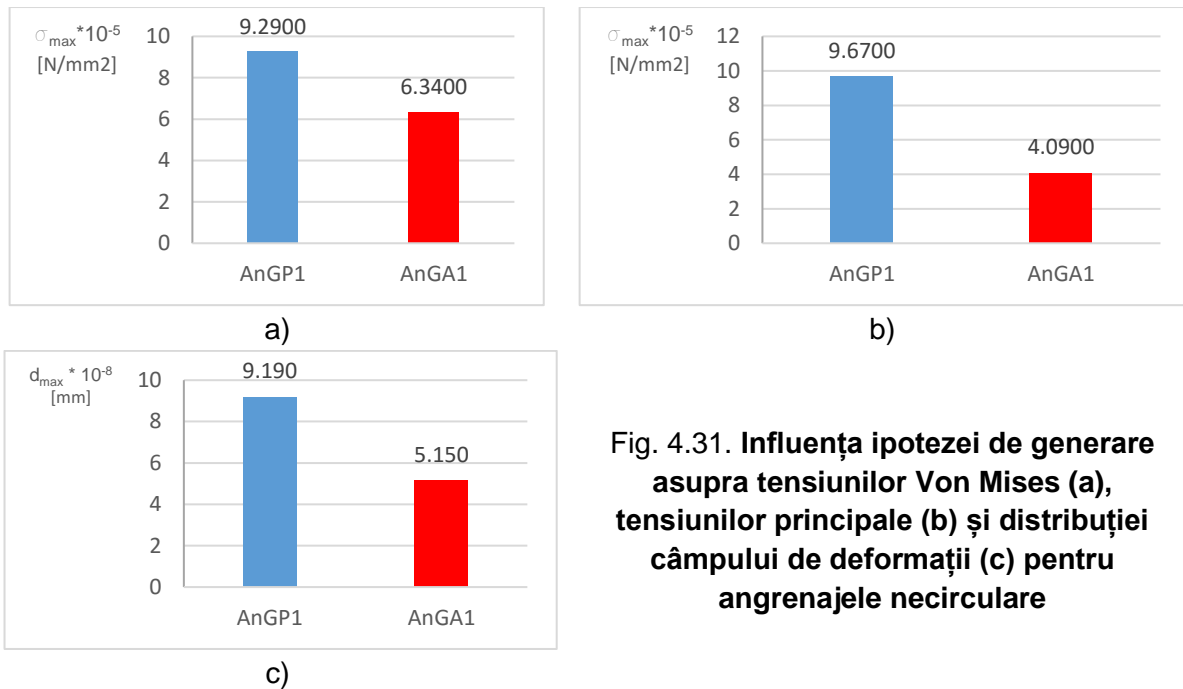 σmax*10-5
[N/mm2]
10
8
6
4
2
0
9.2900
6.3400
AnGP1
AnGA1
a)
σmax*10-5
[N/mm2]
12
10
8
6
4
2
0
9.6700
4.0900
AnGP1
AnGA1
b)
dmax * 10-8
[mm]
10
8
6
4
2
0
9.190
5.150
AnGP1
AnGA1
c)
Fig. 4.31. Influența ipotezei de generare
asupra tensiunilor Von Mises (a),
tensiunilor principale (b) și distribuției
câmpului de deformații (c) pentru
angrenajele necirculare